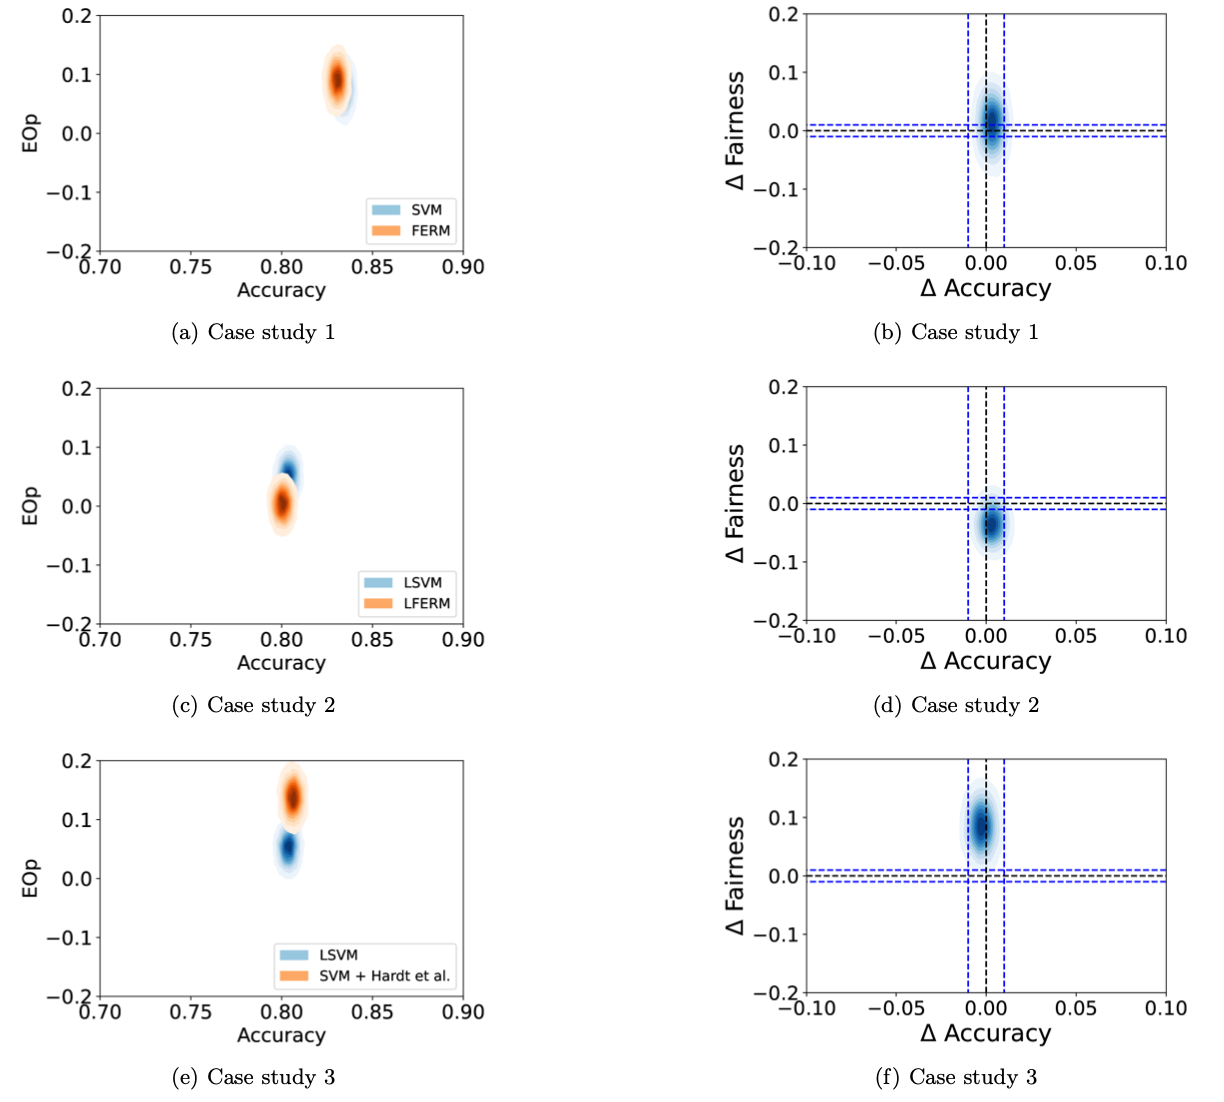 0.2
0.1
0.0
−0.1
−0.2
EOp
SVM
FERM
0.70 0.75 0.80 0.85 0.90
Accuracy
(a) Case study 1
0.2
0.1
0.0
−0.1
−0.2
Δ Fairness
−0.10 −0.05 0.00 0.05 0.10
Δ Accuracy
(b) Case study 1
0.2
0.1
0.0
−0.1
−0.2
EOp
LSVM
LFERM
0.70 0.75 0.80 0.85 0.90
Accuracy
(c) Case study 2
0.2
0.1
0.0
−0.1
−0.2
Δ Fairness
−0.10 −0.05 0.00 0.05 0.10
Δ Accuracy
(d) Case study 2
0.2
0.1
0.0
−0.1
−0.2
EOp
LSVM
SVM + Hardt et al.
0.70 0.75 0.80 0.85 0.90
Accuracy
(e) Case study 3
0.2
0.1
0.0
−0.1
−0.2
Δ Fairness
−0.10 −0.05 0.00 0.05 0.10
Δ Accuracy
(f) Case study 3